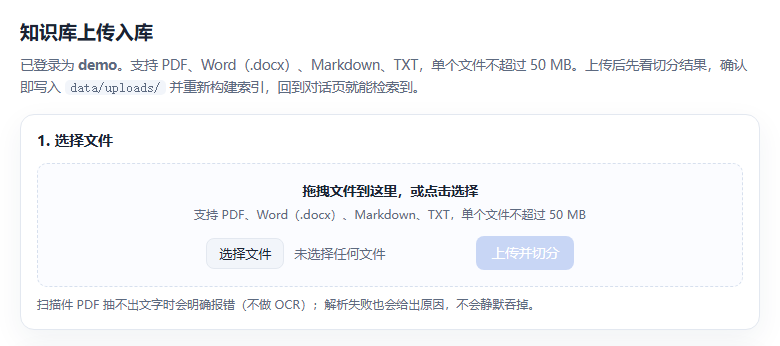 知识库上传入库
已登录为 demo。支持 PDF、Word（.docx）、Markdown、TXT，单个文件不超过 50 MB。上传后先看切分结果，确认
即写入 data/uploads/ 并重新构建索引，回到对话页就能检索到。
1. 选择文件
拖拽文件到这里，或点击选择
支持 PDF、Word（.docx）、Markdown、TXT，单个文件不超过 50 MB
选择文件 未选择任何文件 上传并切分
扫描件 PDF 抽不出文字时会明确报错（不做 OCR）；解析失败也会给出原因，不会静默吞掉。